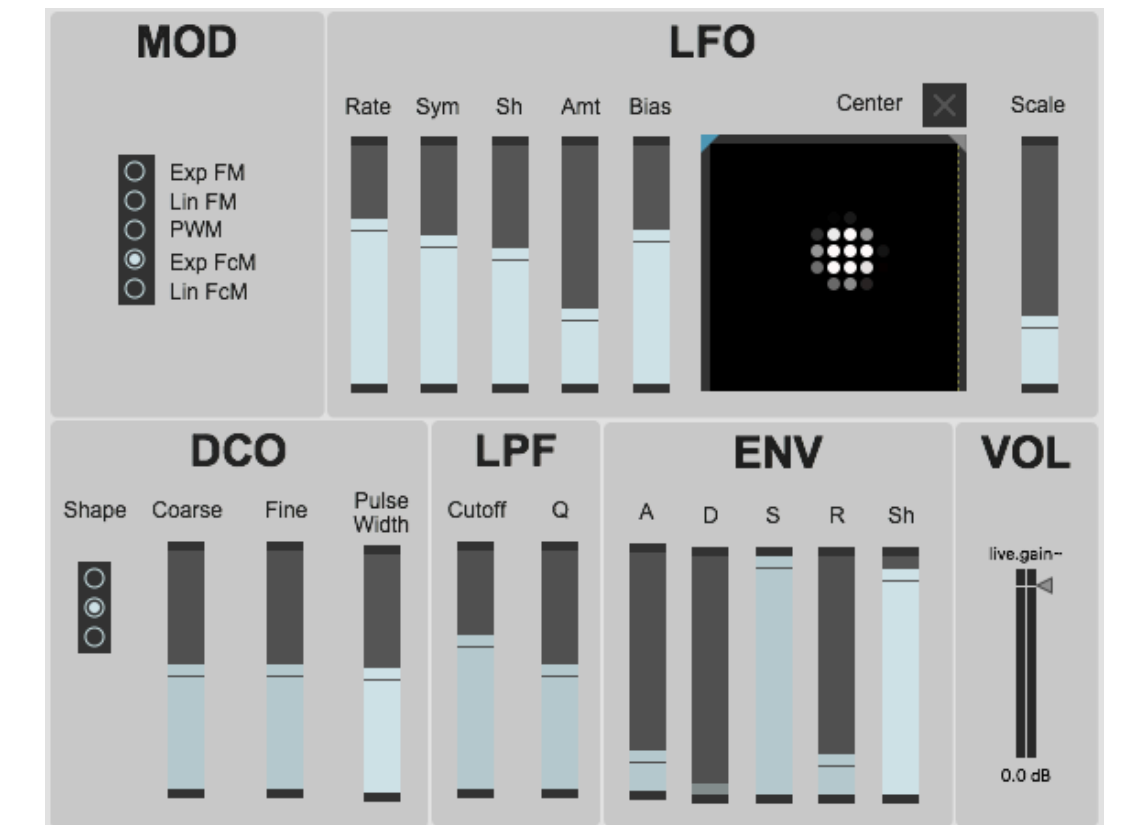 MOD
Exp FM
Lin FM
PWM
Exp FcM
Lin FcM
LFO
Rate Sym Sh Amt Bias Center Scale
DCO
Shape Coarse Fine Pulse
Width
LPF
Cutoff Q
ENV
A D S R Sh
VOL
live.gain~
0.0 dB